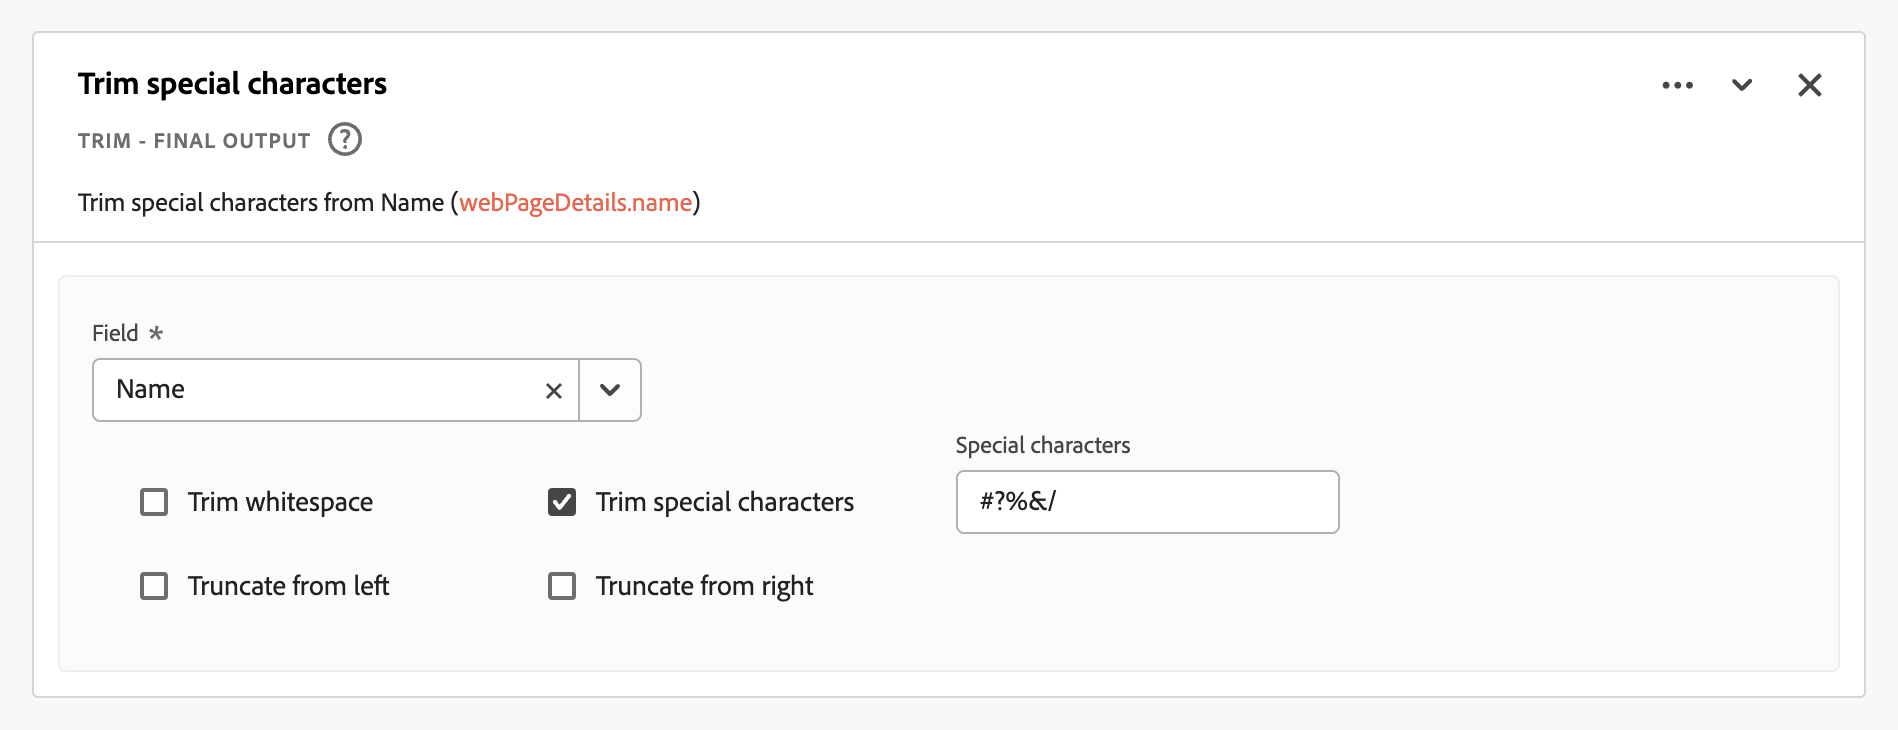 Trim special characters
TRIM - FINAL OUTPUT ?
Trim special characters from Name (webPageDetails.name)
Field *
Name
Special characters
Trim whitespace
Trim special characters
#?%&/
Truncate from left
Truncate from right